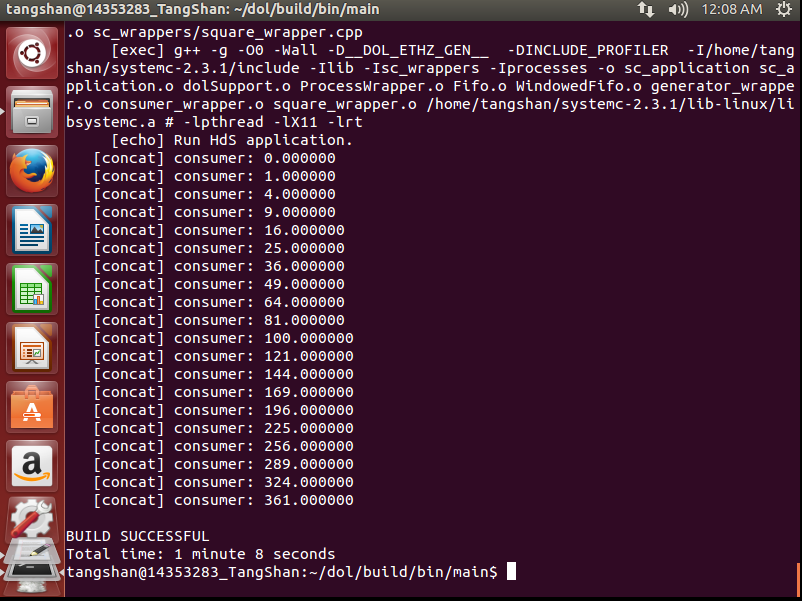 tangshan@14353283_TangShan: ~/dol/build/bin/main
12:08 AM
.o sc_wrappers/square_wrapper.cpp
[exec] g++ -g -O0 -Wall -D__DOL_ETHZ_GEN__  -DINCLUDE_PROFILER  -I/home/tang
shan/systemc-2.3.1/include -Ilib -Isc_wrappers -Iprocesses -o sc_application sc_a
pplication.o dolSupport.o ProcessWrapper.o Fifo.o WindowedFifo.o generator_wrappe
r.o consumer_wrapper.o square_wrapper.o /home/tangshan/systemc-2.3.1/lib-linux/li
bsystemc.a # -lpthread -lX11 -lrt
[echo] Run HdS application.
[concat] consumer: 0.000000
[concat] consumer: 1.000000
[concat] consumer: 4.000000
[concat] consumer: 9.000000
[concat] consumer: 16.000000
[concat] consumer: 25.000000
[concat] consumer: 36.000000
[concat] consumer: 49.000000
[concat] consumer: 64.000000
[concat] consumer: 81.000000
[concat] consumer: 100.000000
[concat] consumer: 121.000000
[concat] consumer: 144.000000
[concat] consumer: 169.000000
[concat] consumer: 196.000000
[concat] consumer: 225.000000
[concat] consumer: 256.000000
[concat] consumer: 289.000000
[concat] consumer: 324.000000
[concat] consumer: 361.000000
BUILD SUCCESSFUL
Total time: 1 minute 8 seconds
tangshan@14353283_TangShan:~/dol/build/bin/main$